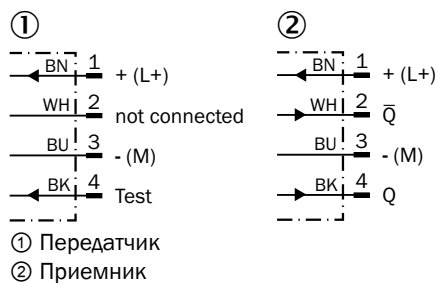 ① ②
BN 1 + (L+)
WH 2 not connected
BU 3 - (M)
BK 4 Test
BN 1 + (L+)
WH 2 Q̅
BU 3 - (M)
BK 4 Q
① Передатчик
② Приемник